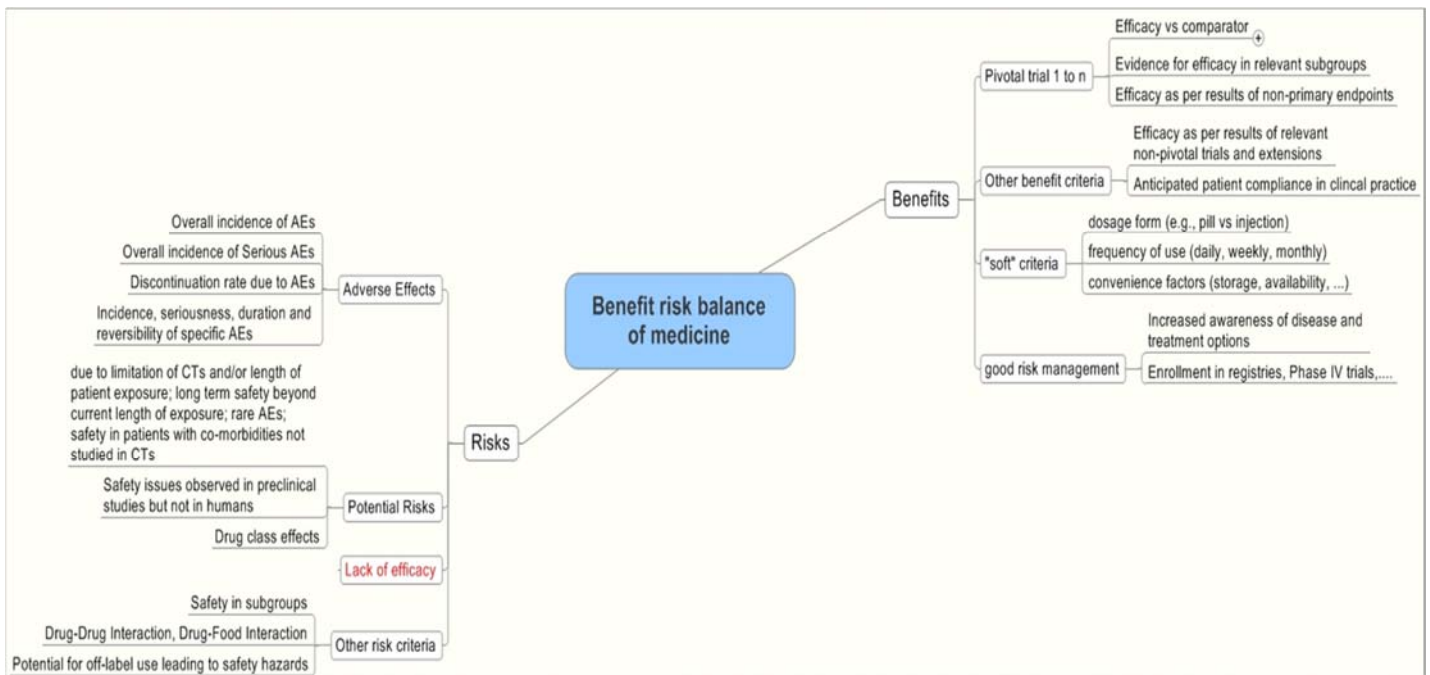 Benefit risk balance
of medicine
Benefits
Pivotal trial 1 to n
Efficacy vs comparator
Evidence for efficacy in relevant subgroups
Efficacy as per results of non-primary endpoints
Other benefit criteria
Efficacy as per results of relevant
non-pivotal trials and extensions
Anticipated patient compliance in clincal practice
"soft" criteria
dosage form (e.g., pill vs injection)
frequency of use (daily, weekly, monthly)
convenience factors (storage, availability, ...)
good risk management
Increased awareness of disease and
treatment options
Enrollment in registries, Phase IV trials,....
Risks
Adverse Effects
Overall incidence of AEs
Overall incidence of Serious AEs
Discontinuation rate due to AEs
Incidence, seriousness, duration and
reversibility of specific AEs
Potential Risks
due to limitation of CTs and/or length of
patient exposure; long term safety beyond
current length of exposure; rare AEs;
safety in patients with co-morbidities not
studied in CTs
Safety issues observed in preclinical
studies but not in humans
Drug class effects
Lack of efficacy
Other risk criteria
Safety in subgroups
Drug-Drug Interaction, Drug-Food Interaction
Potential for off-label use leading to safety hazards